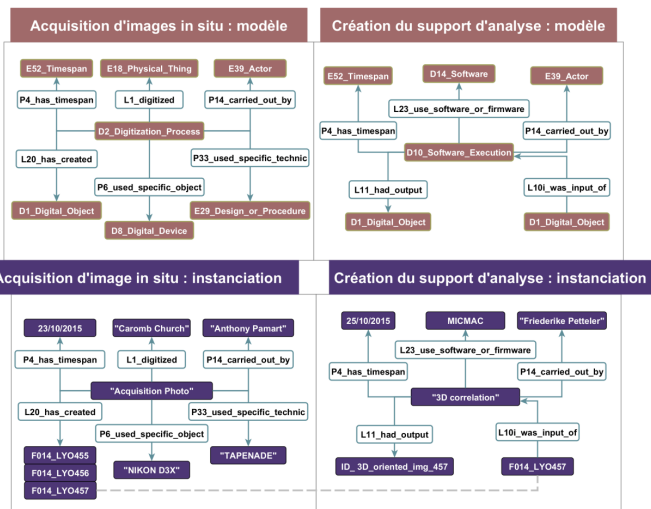 Acquisition d'images in situ : modèle
E52_Timespan
E18_Physical_Thing
E39_Actor
P4_has_timespan
L1_digitized
P14_carried_out_by
D2_Digitization_Process
L20_has_created
P33_used_specific_technic
P6_used_specific_object
D1_Digital_Object
E29_Design_or_Procedure
D8_Digital_Device
Création du support d'analyse : modèle
E52_Timespan
D14_Software
E39_Actor
L23_use_software_or_firmware
P4_has_timespan
P14_carried_out_by
D10_Software_Execution
L11_had_output
L10i_was_input_of
D1_Digital_Object
D1_Digital_Object
Acquisition d'image in situ : instanciation
23/10/2015
"Caromb Church"
"Anthony Pamart"
P4_has_timespan
L1_digitized
P14_carried_out_by
"Acquisition Photo"
L20_has_created
P33_used_specific_technic
P6_used_specific_object
F014_LYO455
F014_LYO456
F014_LYO457
"NIKON D3X"
"TAPENADE"
Création du support d'analyse : instanciation
25/10/2015
MICMAC
"Friederike Petteler"
L23_use_software_or_firmware
P4_has_timespan
P14_carried_out_by
"3D correlation"
L11_had_output
L10i_was_input_of
ID_ 3D_oriented_img_457
F014_LYO457